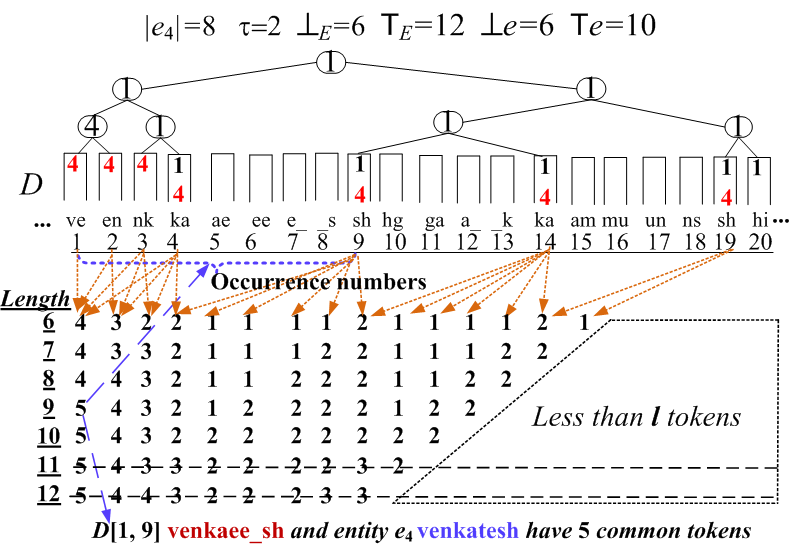 |e₄|=8 τ=2 ⊥_E=6 ⊤_E=12 ⊥e=6 ⊤e=10
1
1 1
4 1 1 1
4 4 4 1 1 1 1 1
D 4 4 4 4
... ve en nk ka ae ee e_ _s sh hg ga a_ _k ka am mu un ns sh hi ...
1 2 3 4 5 6 7 8 9 10 11 12 13 14 15 16 17 18 19 20
Occurrence numbers
Length
6 4 3 2 2 1 1 1 1 2 1 1 1 1 2 1
7 4 3 3 2 1 1 1 2 2 1 1 1 2 2
8 4 4 3 2 1 1 2 2 2 1 1 2 2
9 5 4 3 2 1 2 2 2 2 1 2 2 Less than l tokens
10 5 4 3 2 2 2 2 2 2 2 2
11 5 4 3 3 2 2 2 2 3 2
12 5 4 4 3 2 2 2 3 3
D[1, 9] venkaee_sh and entity e₄ venkatesh have 5 common tokens